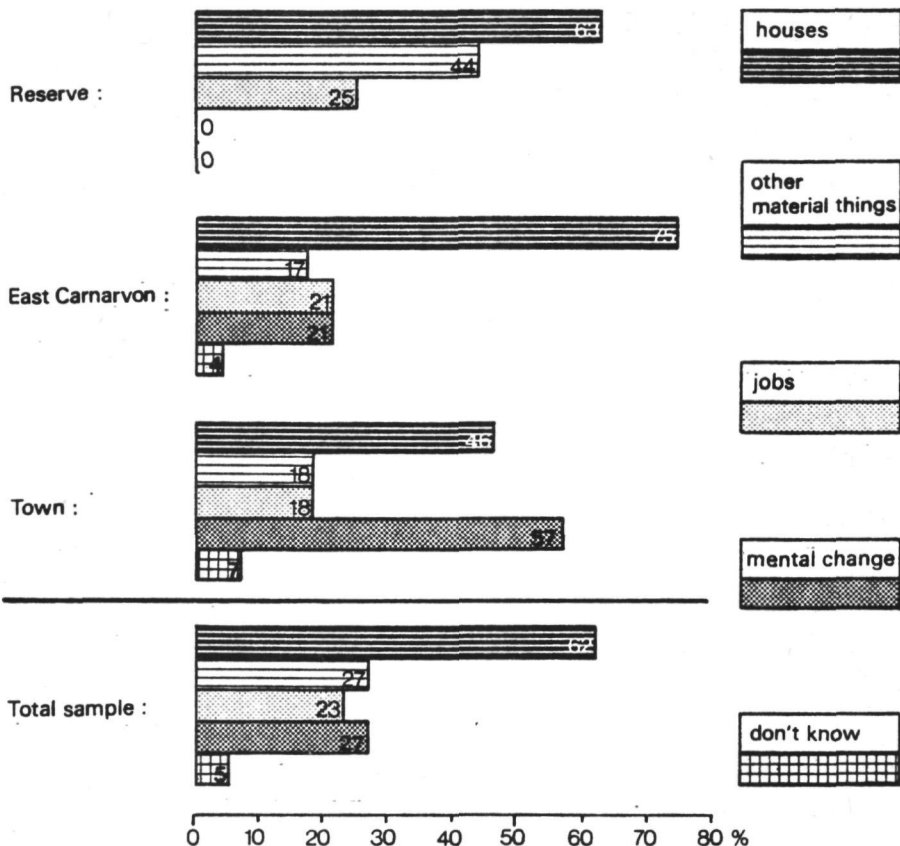 houses
63
44
Reserve :
25
0
0
other
material things
75
17
East Carnarvon :
21
21
4
jobs
46
18
Town :
18
57
7
mental change
62
27
Total sample :
23
27
5
don't know
0 10 20 30 40 50 60 70 80 %